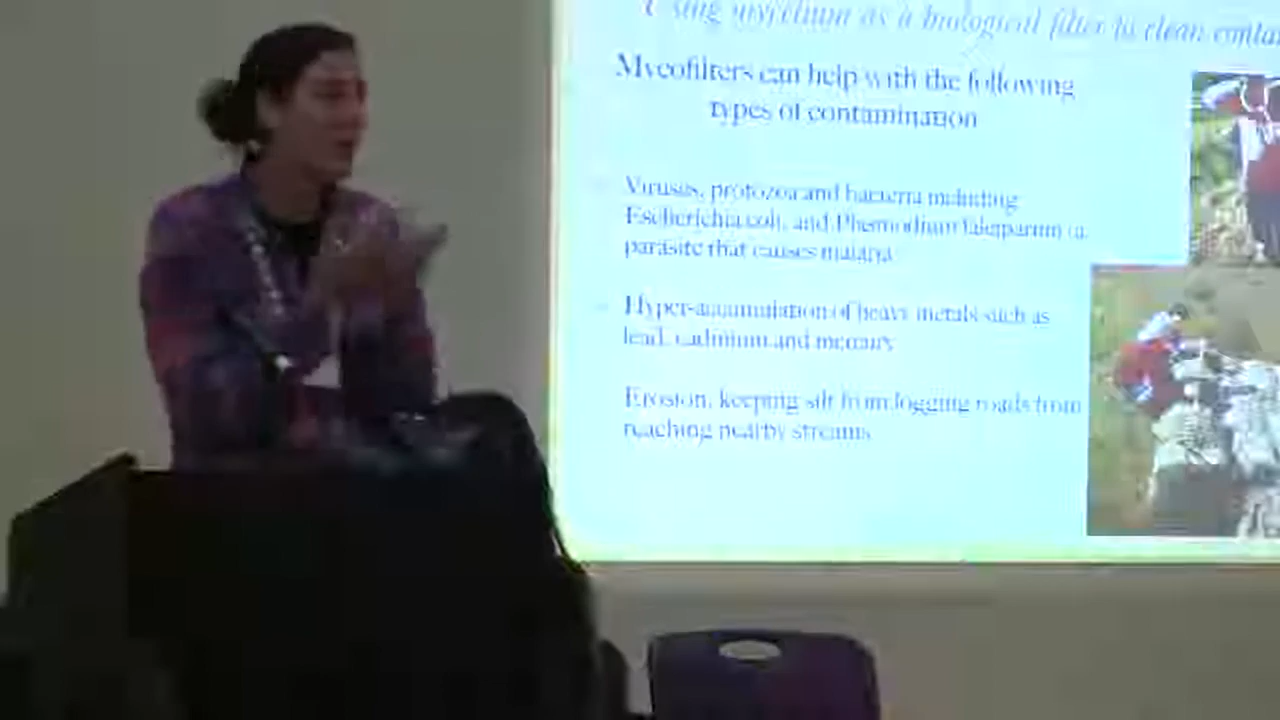 Using mycelium as a biological filter to clean
Mycofilters can help with the following
types of contamination
Viruses, protozoa and bacteria including
Escherichia coli, and Plasmodium falciparum (a
parasite that causes malaria
Hyper-accumulation of heavy metals such as
lead, cadmium and mercury
Erosion, keeping silt from logging roads from
reaching nearby streams